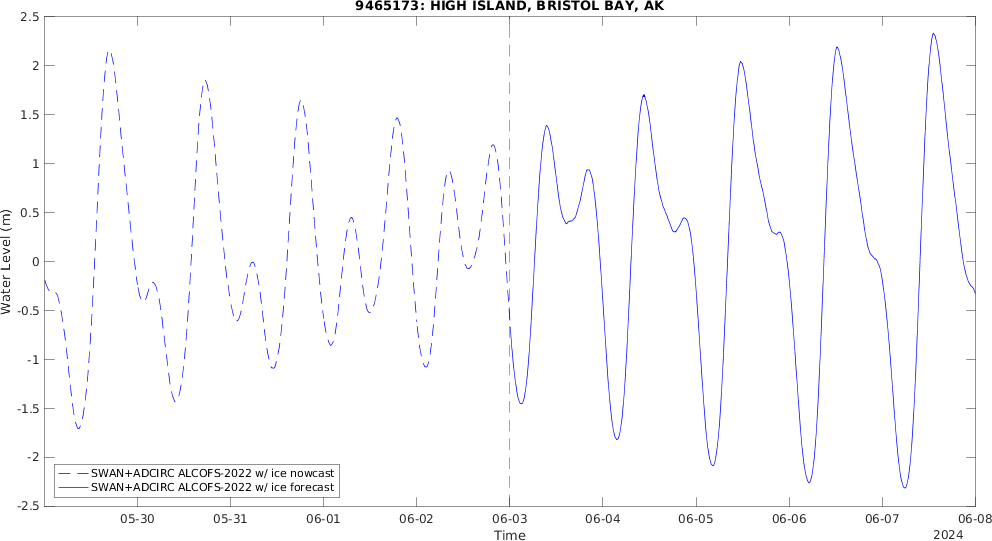 9465173: HIGH ISLAND, BRISTOL BAY, AK
2.5
2
1.5
1
0.5
0
-0.5
-1
-1.5
-2
-2.5
Water Level (m)
SWAN+ADCIRC ALCOFS-2022 w/ ice nowcast
SWAN+ADCIRC ALCOFS-2022 w/ ice forecast
05-30 05-31 06-01 06-02 06-03 06-04 06-05 06-06 06-07 06-08
Time
2024